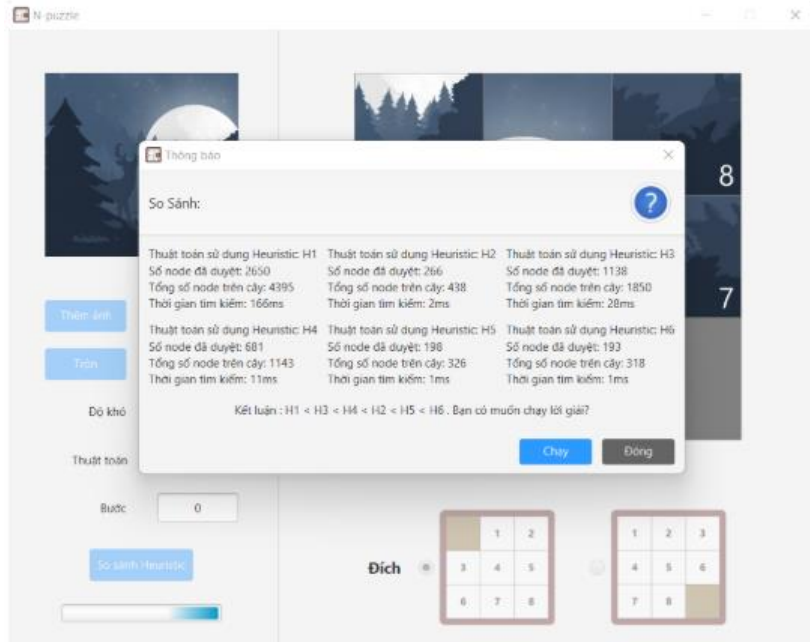 N-puzzle
8
7
Thông báo
So Sánh:
Thuật toán sử dụng Heuristic: H1
Số node đã duyệt: 2650
Tổng số node trên cây: 4395
Thời gian tìm kiếm: 166ms
Thuật toán sử dụng Heuristic: H2
Số node đã duyệt: 266
Tổng số node trên cây: 438
Thời gian tìm kiếm: 2ms
Thuật toán sử dụng Heuristic: H3
Số node đã duyệt: 1138
Tổng số node trên cây: 1850
Thời gian tìm kiếm: 28ms
Thuật toán sử dụng Heuristic: H4
Số node đã duyệt: 681
Tổng số node trên cây: 1143
Thời gian tìm kiếm: 11ms
Thuật toán sử dụng Heuristic: H5
Số node đã duyệt: 198
Tổng số node trên cây: 326
Thời gian tìm kiếm: 1ms
Thuật toán sử dụng Heuristic: H6
Số node đã duyệt: 193
Tổng số node trên cây: 318
Thời gian tìm kiếm: 1ms
Kết luận : H1 < H3 < H4 < H2 < H5 < H6 . Bạn có muốn chạy lời giải?
Chạy
Đóng
Thêm ảnh
Trộn
Độ khó
Thuật toán
Bước
0
So sánh Heuristic
Đích
1 2
3 4 5
6 7 8
1 2 3
4 5 6
7 8